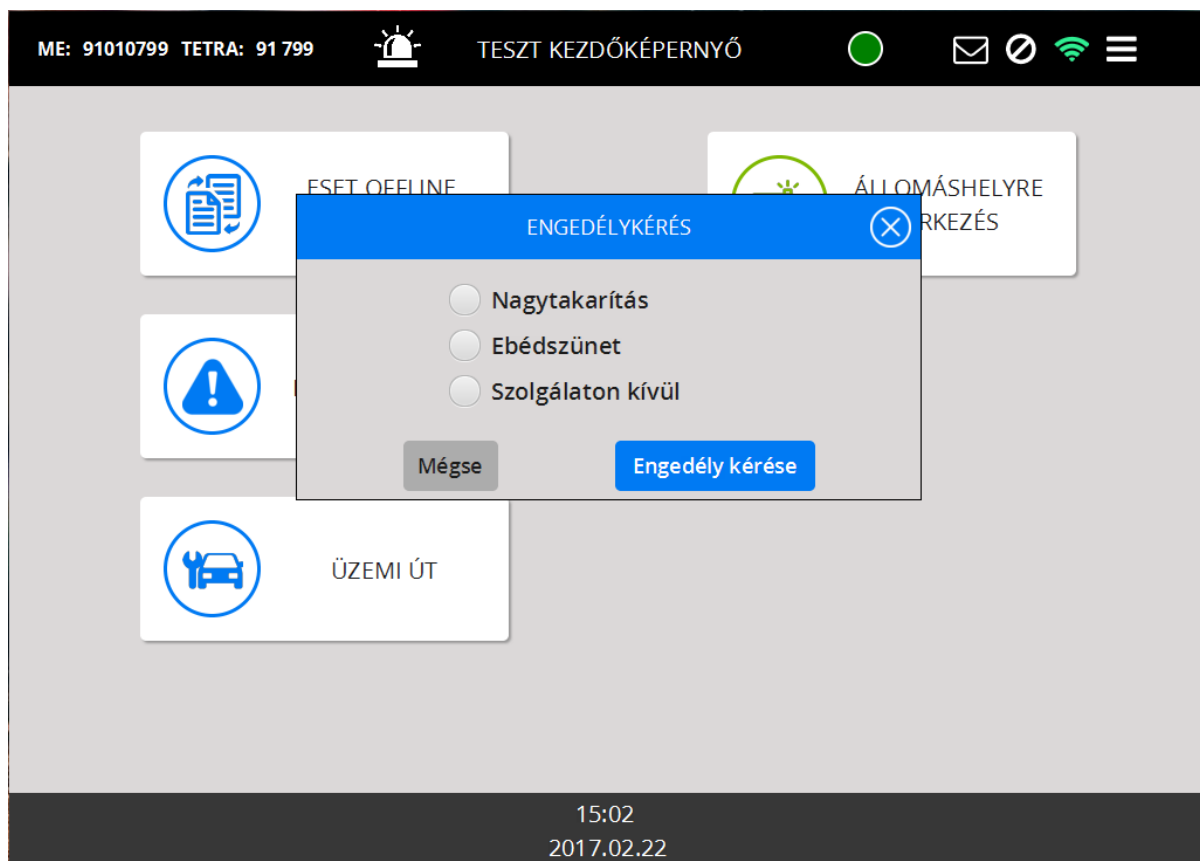 ME: 91010799 TETRA: 91 799
TESZT KEZDŐKÉPERNYŐ
ESET OFFLINE
ÁLLOMÁSHELYRE
ENGEDÉLYKÉRÉS
Nagytakarítás
Ebédszünet
Szolgálaton kívül
Mégse
Engedély kérése
ÜZEMI ÚT
15:02
2017.02.22